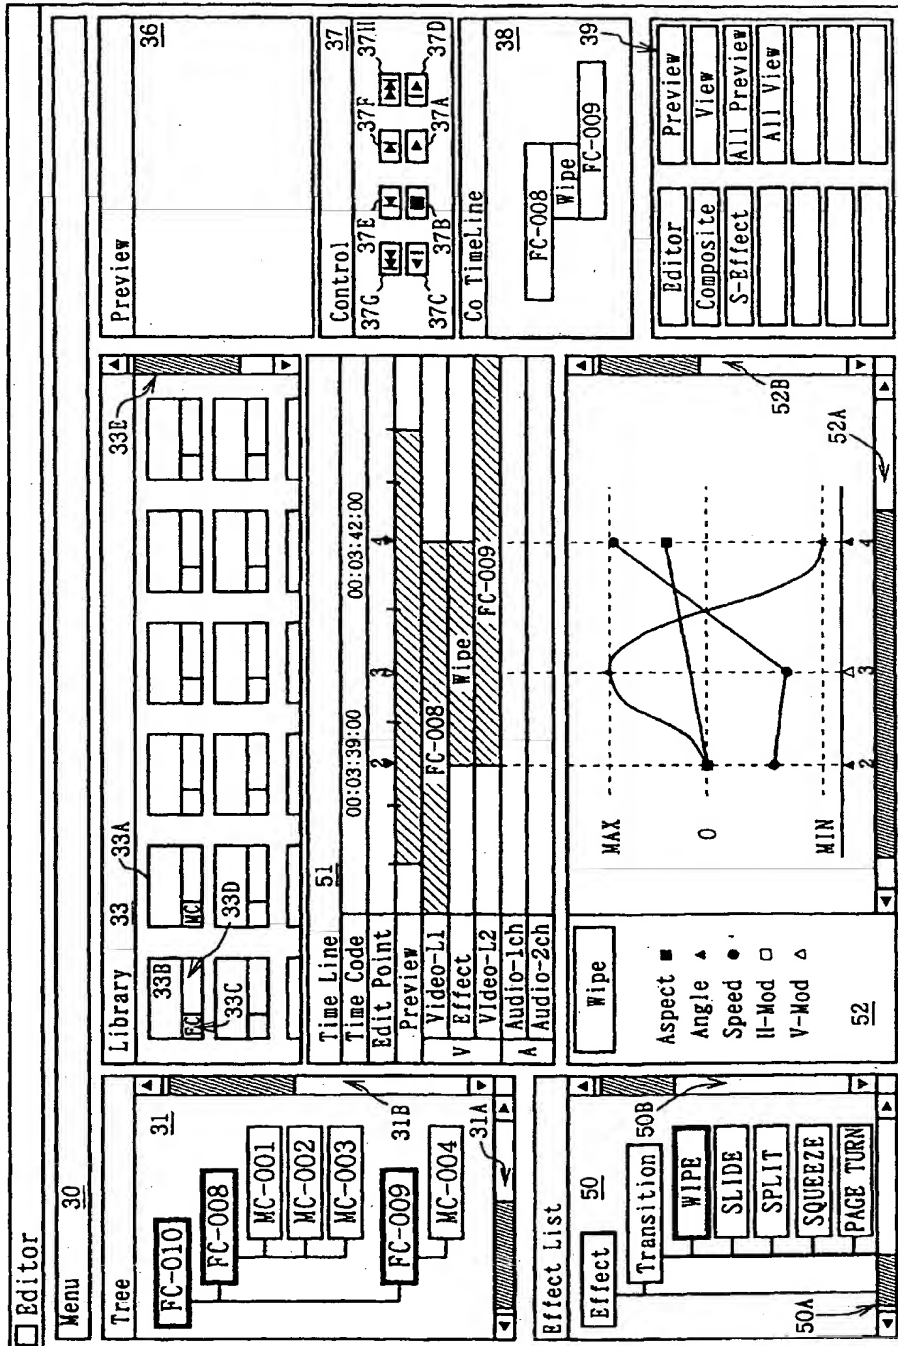 Editor
Menu 30
Tree
31
FC-010
FC-008
MC-001
MC-002
MC-003
FC-009
MC-004
31B
31A
Effect List
50
Effect
Transition
WIPE
SLIDE
SPLIT
SQUEEZE
PAGE TURN
50B
50A
Library 33 33A
33B
FC
MC
33C
33D
33E
Time Line 51
Time Code 00:03:39:00 00:03:42:00
Edit Point 2 3 4
Preview
V
Video-L1 FC-008
Effect Wipe
Video-L2 FC-009
A
Audio-1ch
Audio-2ch
Wipe
Aspect ■
Angle ▲
Speed ●
H-Mod □
V-Mod △
52
MAX
0
MIN
2 3 4
52B
52A
Preview
36
Control 37
37G 37E 37F 37H
37C 37B 37A 37D
Co TimeLine
38
FC-008
Wipe
FC-009
39
Editor Preview
Composite View
S-Effect All Preview
All View